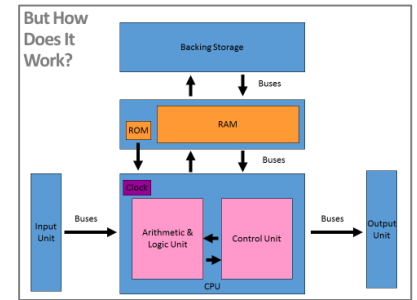 But How
Does It
Work?
Backing Storage
Buses
ROM
RAM
Buses
Clock
Input
Unit
Buses
Arithmetic &
Logic Unit
Control Unit
CPU
Buses
Output
Unit